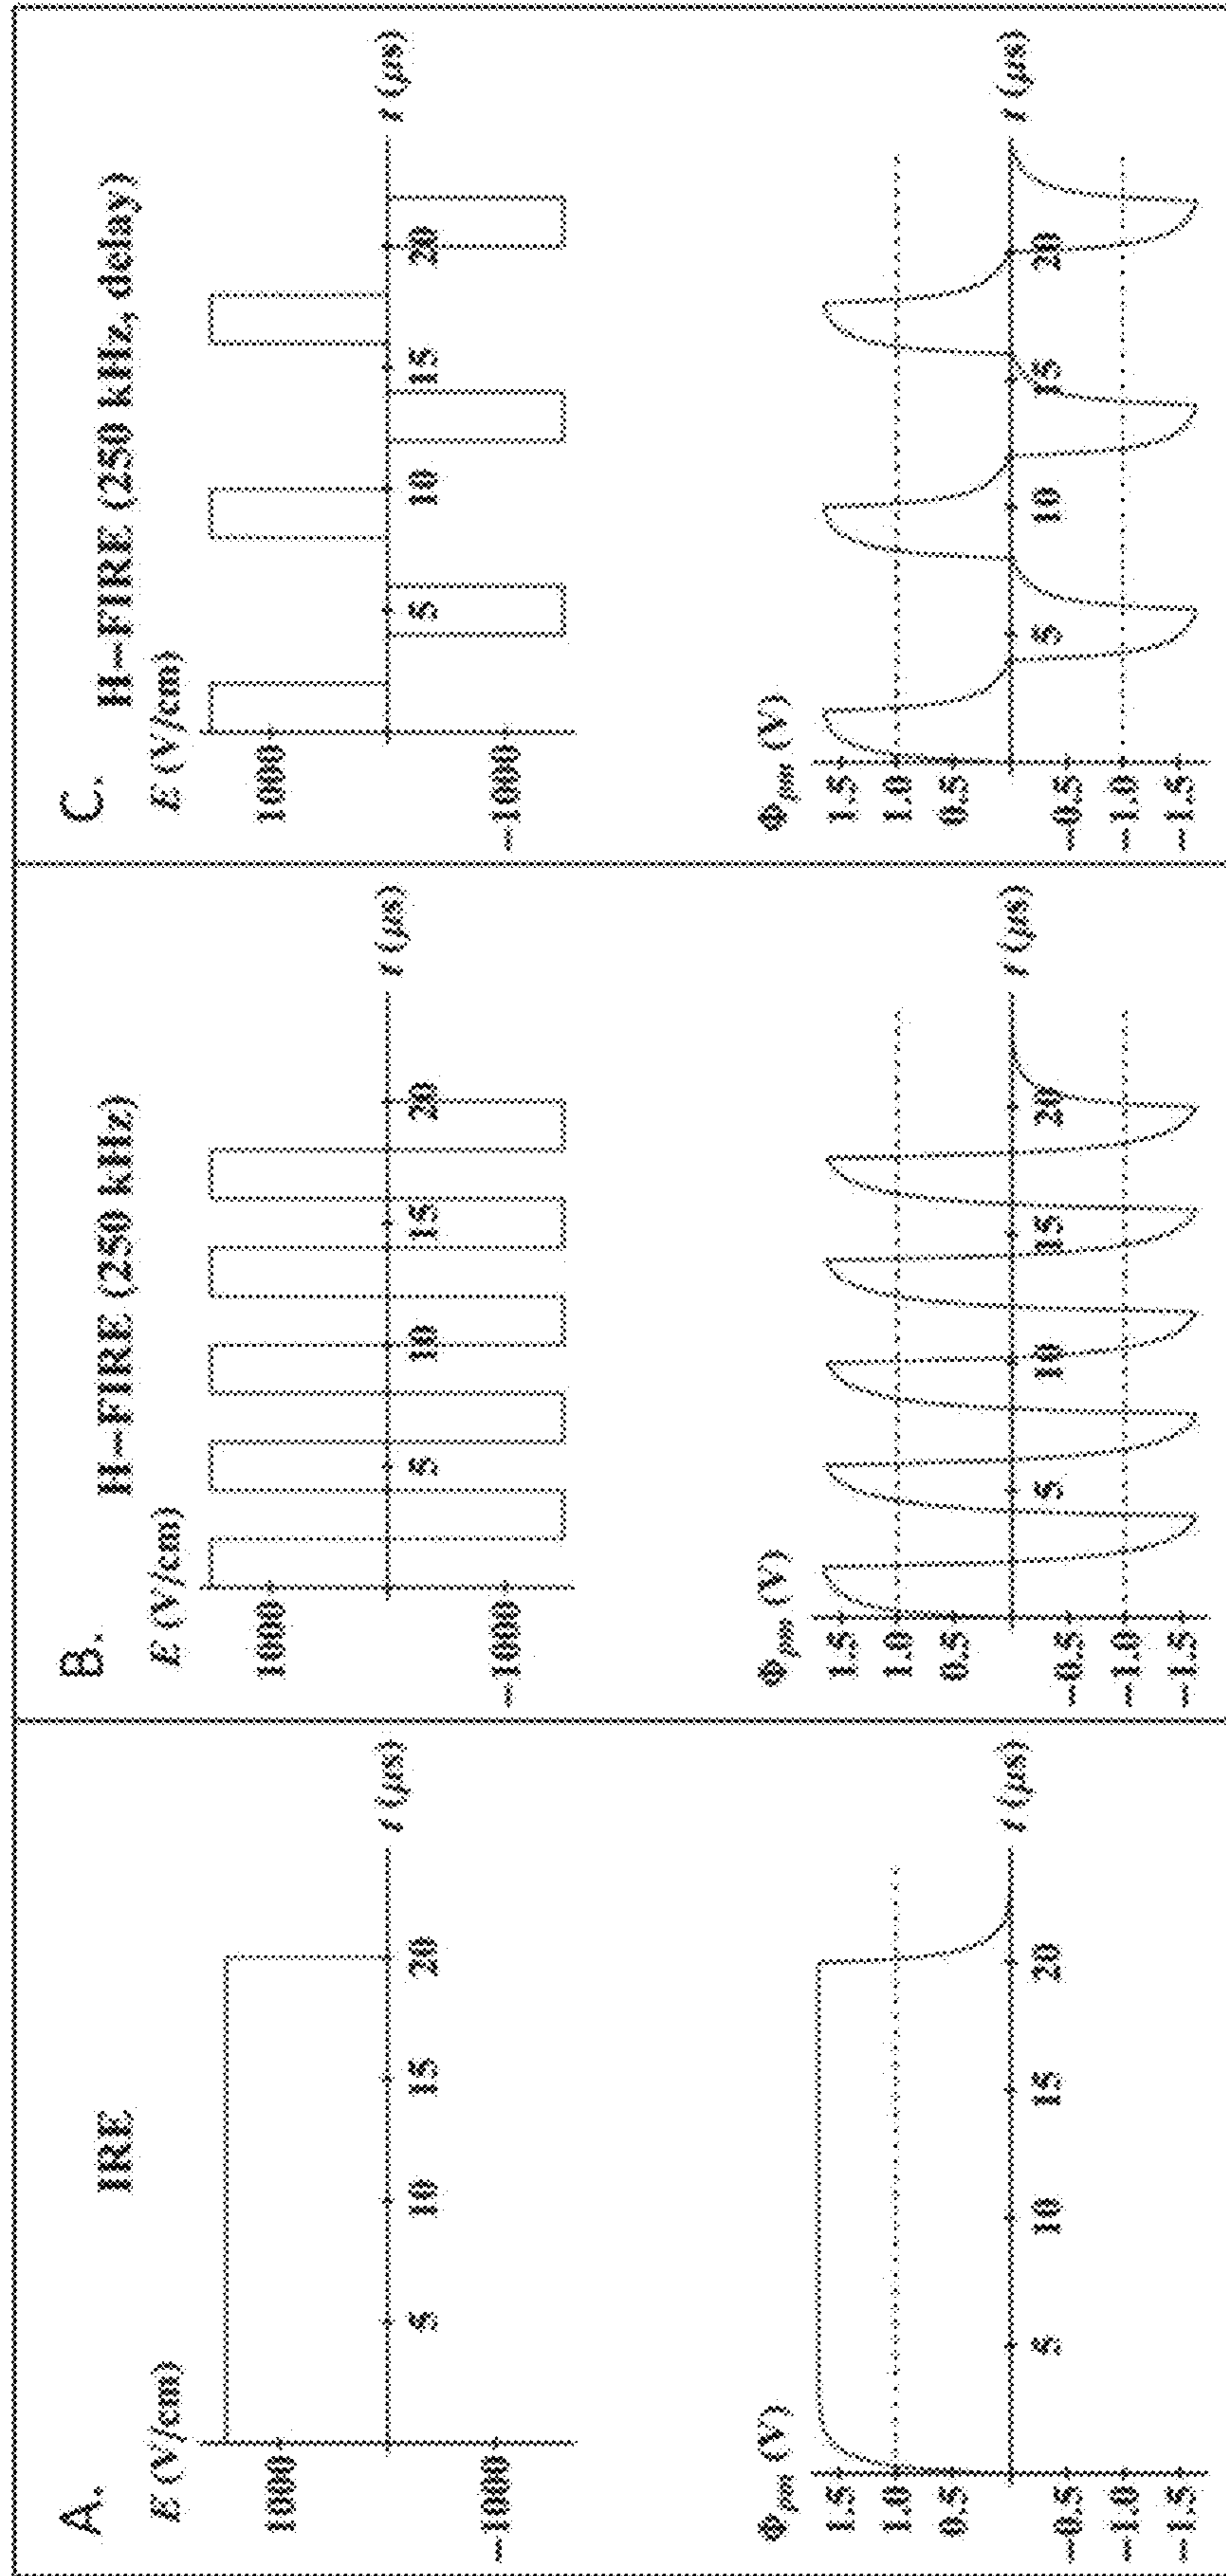 A.
IRE
E (V/cm)
1000
−1000
5
10
15
20
t (μs)
Φpm (V)
1.5
1.0
0.5
−0.5
−1.0
−1.5
5
10
15
20
t (μs)
B.
H−FIRE (250 kHz)
E (V/cm)
1000
−1000
5
10
15
20
t (μs)
Φpm (V)
1.5
1.0
0.5
−0.5
−1.0
−1.5
5
10
15
20
t (μs)
C.
H−FIRE (250 kHz, delay)
E (V/cm)
1000
−1000
5
10
15
20
t (μs)
Φpm (V)
1.5
1.0
0.5
−0.5
−1.0
−1.5
5
10
15
20
t (μs)